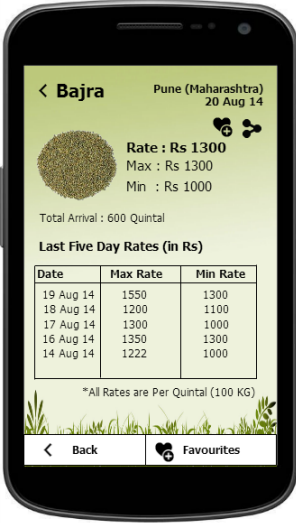 Bajra
Pune (Maharashtra)
20 Aug 14
Rate : Rs 1300
Max : Rs 1300
Min : Rs 1000
Total Arrival : 600 Quintal
Last Five Day Rates (in Rs)
Date Max Rate Min Rate
19 Aug 14 1550 1300
18 Aug 14 1200 1100
17 Aug 14 1300 1000
16 Aug 14 1350 1300
14 Aug 14 1222 1000
*All Rates are Per Quintal (100 KG)
Back Favourites